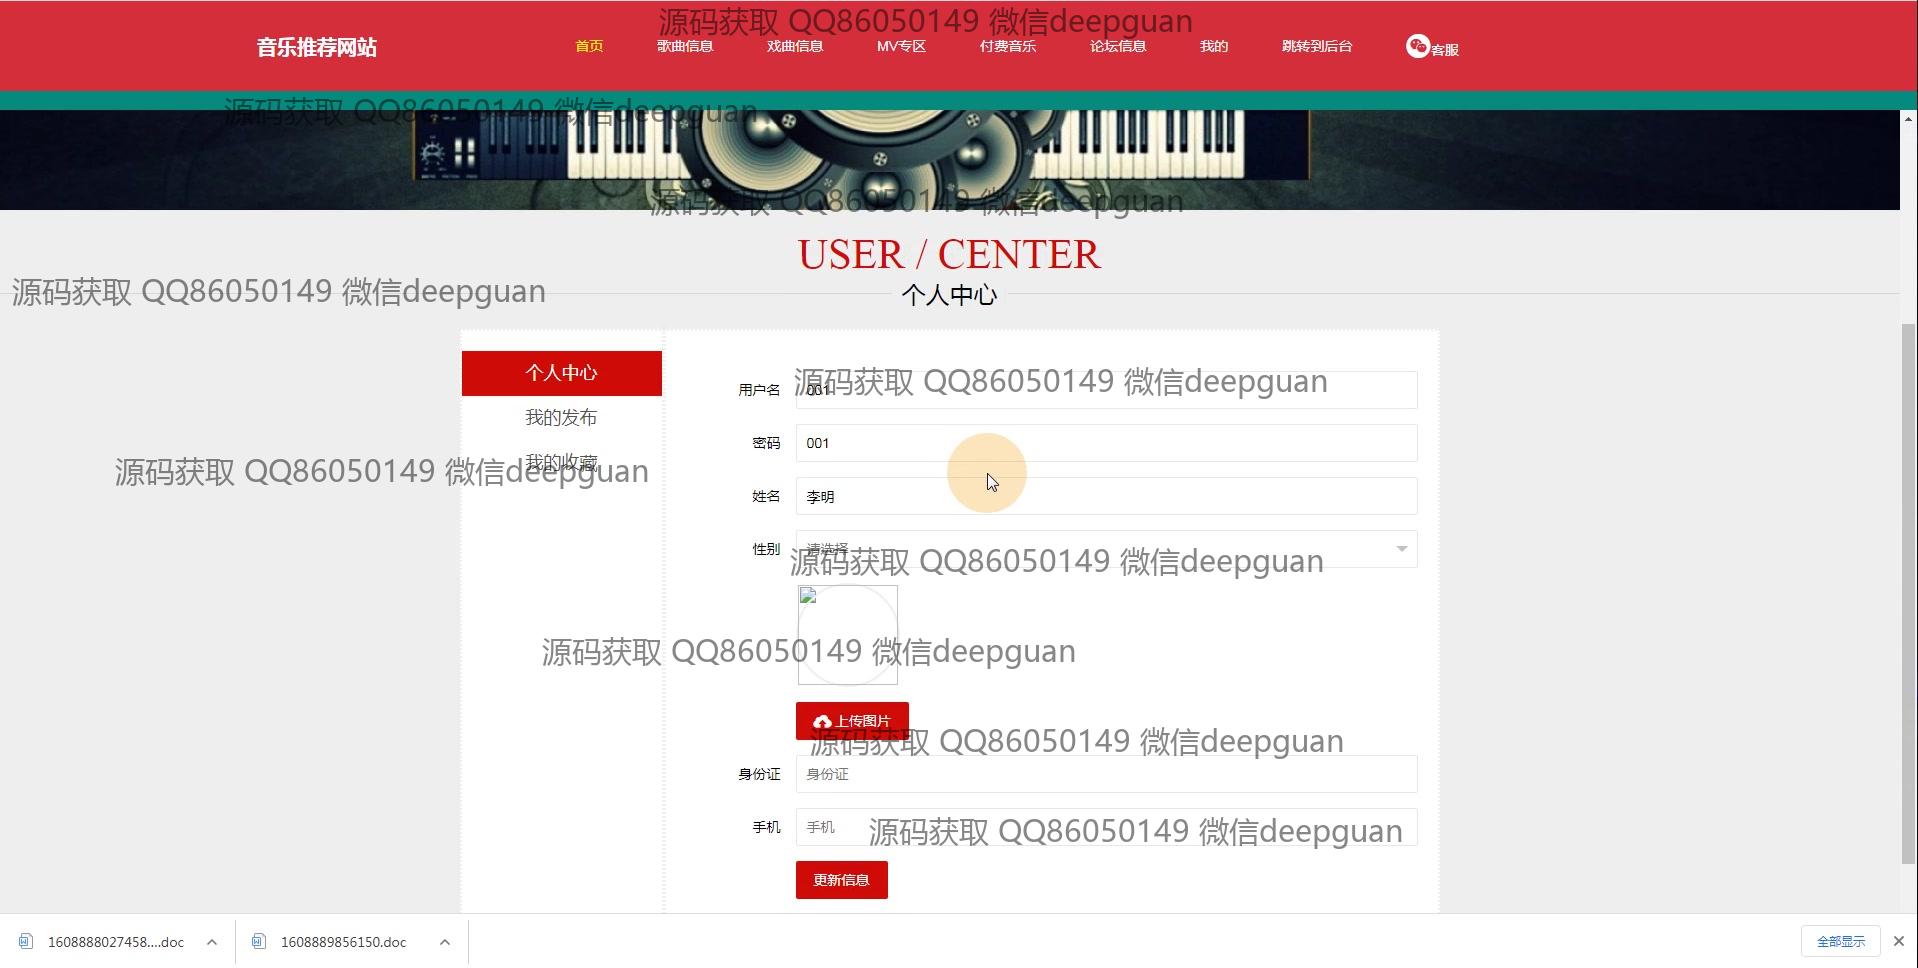 源码获取 QQ86050149 微信deepguan
音乐推荐网站
首页 歌曲信息 戏曲信息 MV专区 付费音乐 论坛信息 我的 跳转到后台 客服
源码获取 QQ86050149 微信deepguan
源码获取 QQ86050149 微信deepguan
USER / CENTER
源码获取 QQ86050149 微信deepguan
个人中心
个人中心
我的发布
我的收藏
源码获取 QQ86050149 微信deepguan
用户名 001
源码获取 QQ86050149 微信deepguan
密码 001
姓名 李明
性别 请选择
源码获取 QQ86050149 微信deepguan
源码获取 QQ86050149 微信deepguan
上传图片
源码获取 QQ86050149 微信deepguan
身份证 身份证
手机 手机
源码获取 QQ86050149 微信deepguan
更新信息
1608888027458....doc 1608889856150.doc 全部显示